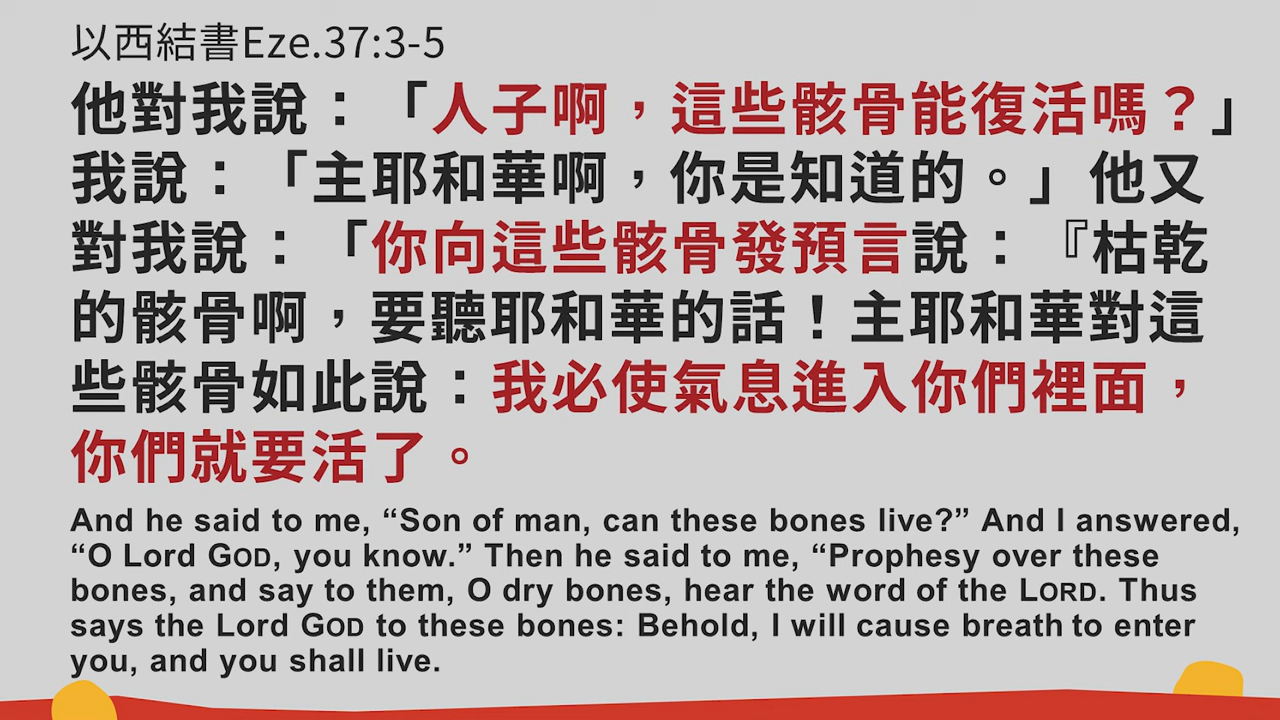 以西結書Eze.37:3-5
他對我說：「人子啊，這些骸骨能復活嗎？」
我說：「主耶和華啊，你是知道的。」他又
對我說：「你向這些骸骨發預言說：『枯乾
的骸骨啊，要聽耶和華的話！主耶和華對這
些骸骨如此說：我必使氣息進入你們裡面，
你們就要活了。
And he said to me, “Son of man, can these bones live?” And I answered,
“O Lord GOD, you know.” Then he said to me, “Prophesy over these
bones, and say to them, O dry bones, hear the word of the LORD. Thus
says the Lord GOD to these bones: Behold, I will cause breath to enter
you, and you shall live.